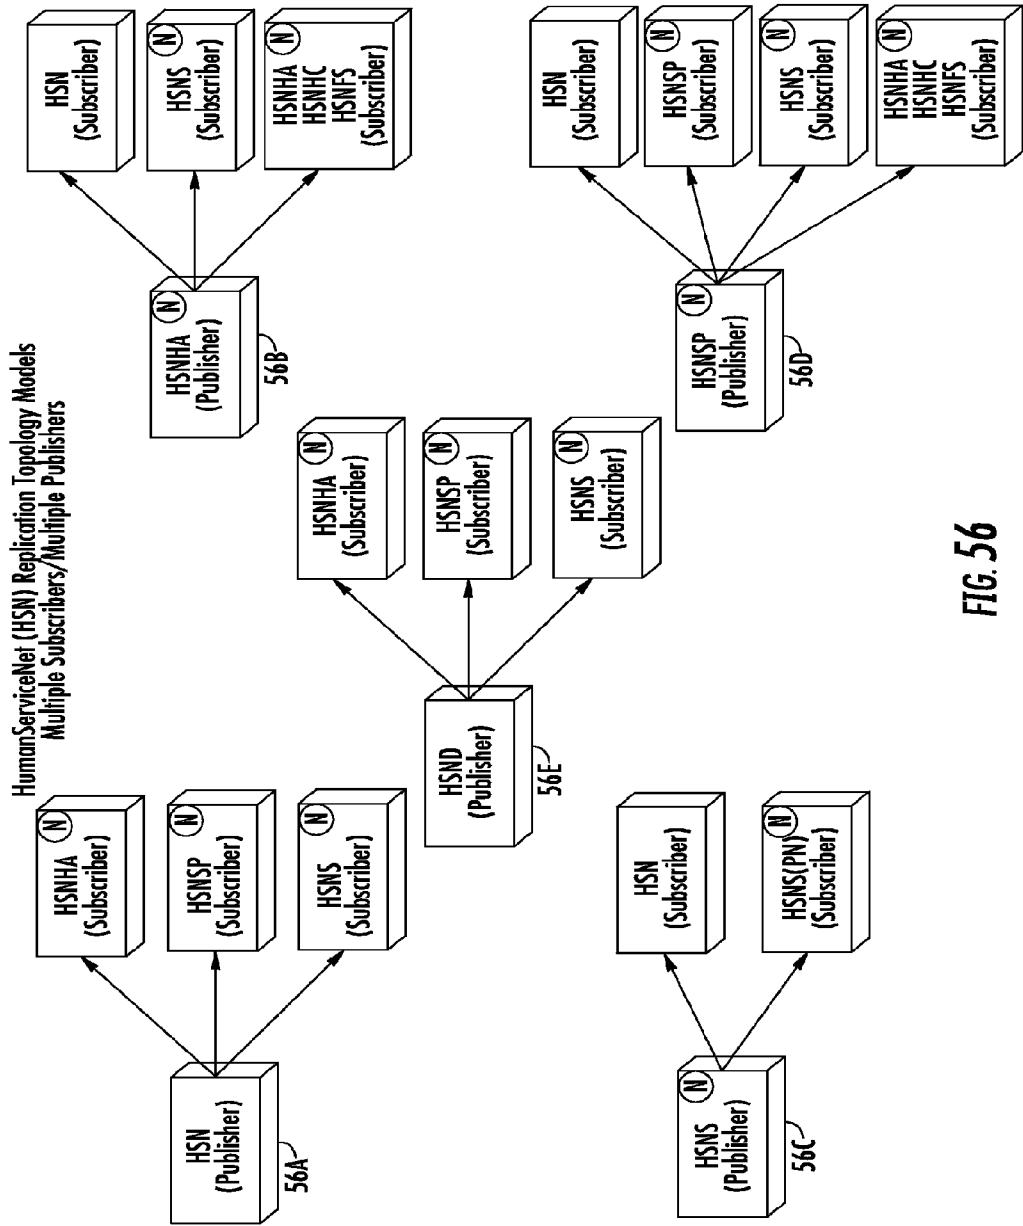 HumanServiceNet (HSN) Replication Topology Models
Multiple Subscribers/Multiple Publishers
HSN
(Publisher)
56A
N
HSNHA
(Subscriber)
N
HSNSP
(Subscriber)
N
HSNS
(Subscriber)
N
HSNHA
(Publisher)
56B
HSN
(Subscriber)
N
HSNS
(Subscriber)
N
HSNHA
HSNHC
HSNFS
(Subscriber)
HSND
(Publisher)
56E
N
HSNHA
(Subscriber)
N
HSNSP
(Subscriber)
N
HSNS
(Subscriber)
N
HSNS
(Publisher)
56C
HSN
(Subscriber)
N
HSNS(PN)
(Subscriber)
N
HSNSP
(Publisher)
56D
HSN
(Subscriber)
N
HSNSP
(Subscriber)
N
HSNS
(Subscriber)
N
HSNHA
HSNHC
HSNFS
(Subscriber)
FIG. 56